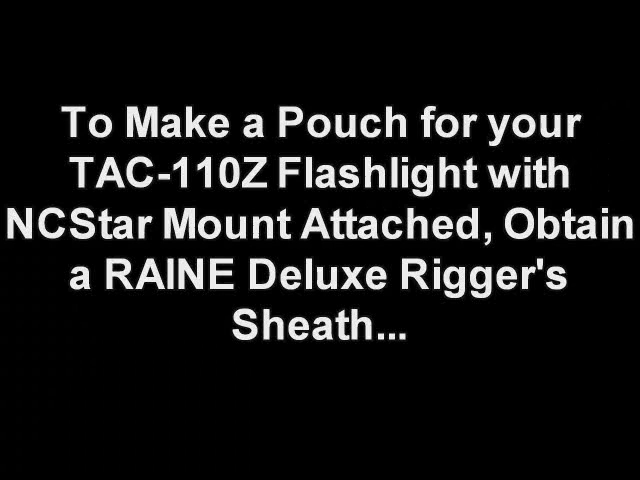 To Make a Pouch for your
TAC-110Z Flashlight with
NCStar Mount Attached, Obtain
a RAINE Deluxe Rigger's
Sheath...